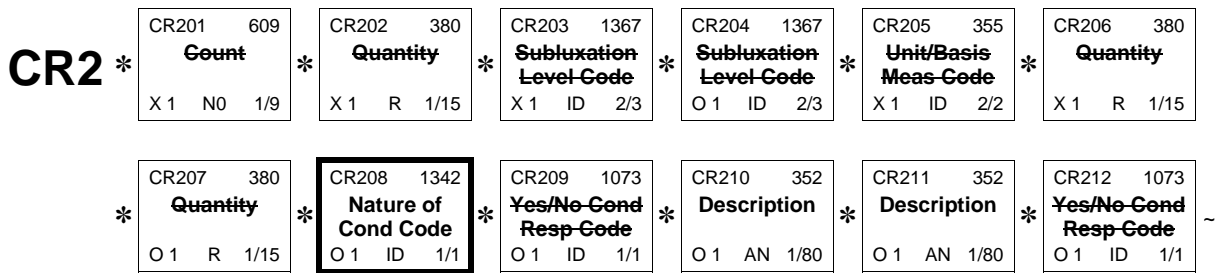 CR2 * CR201 609 * CR202 380 * CR203 1367 * CR204 1367 * CR205 355 * CR206 380
Count Quantity Subluxation Subluxation Unit/Basis Quantity
Level Code Level Code Meas Code
X 1 N0 1/9 X 1 R 1/15 X 1 ID 2/3 O 1 ID 2/3 X 1 ID 2/2 X 1 R 1/15
* CR207 380 * CR208 1342 * CR209 1073 * CR210 352 * CR211 352 * CR212 1073 ~
Quantity Nature of Yes/No Cond Description Description Yes/No Cond
Cond Code Resp Code Resp Code
O 1 R 1/15 O 1 ID 1/1 O 1 ID 1/1 O 1 AN 1/80 O 1 AN 1/80 O 1 ID 1/1